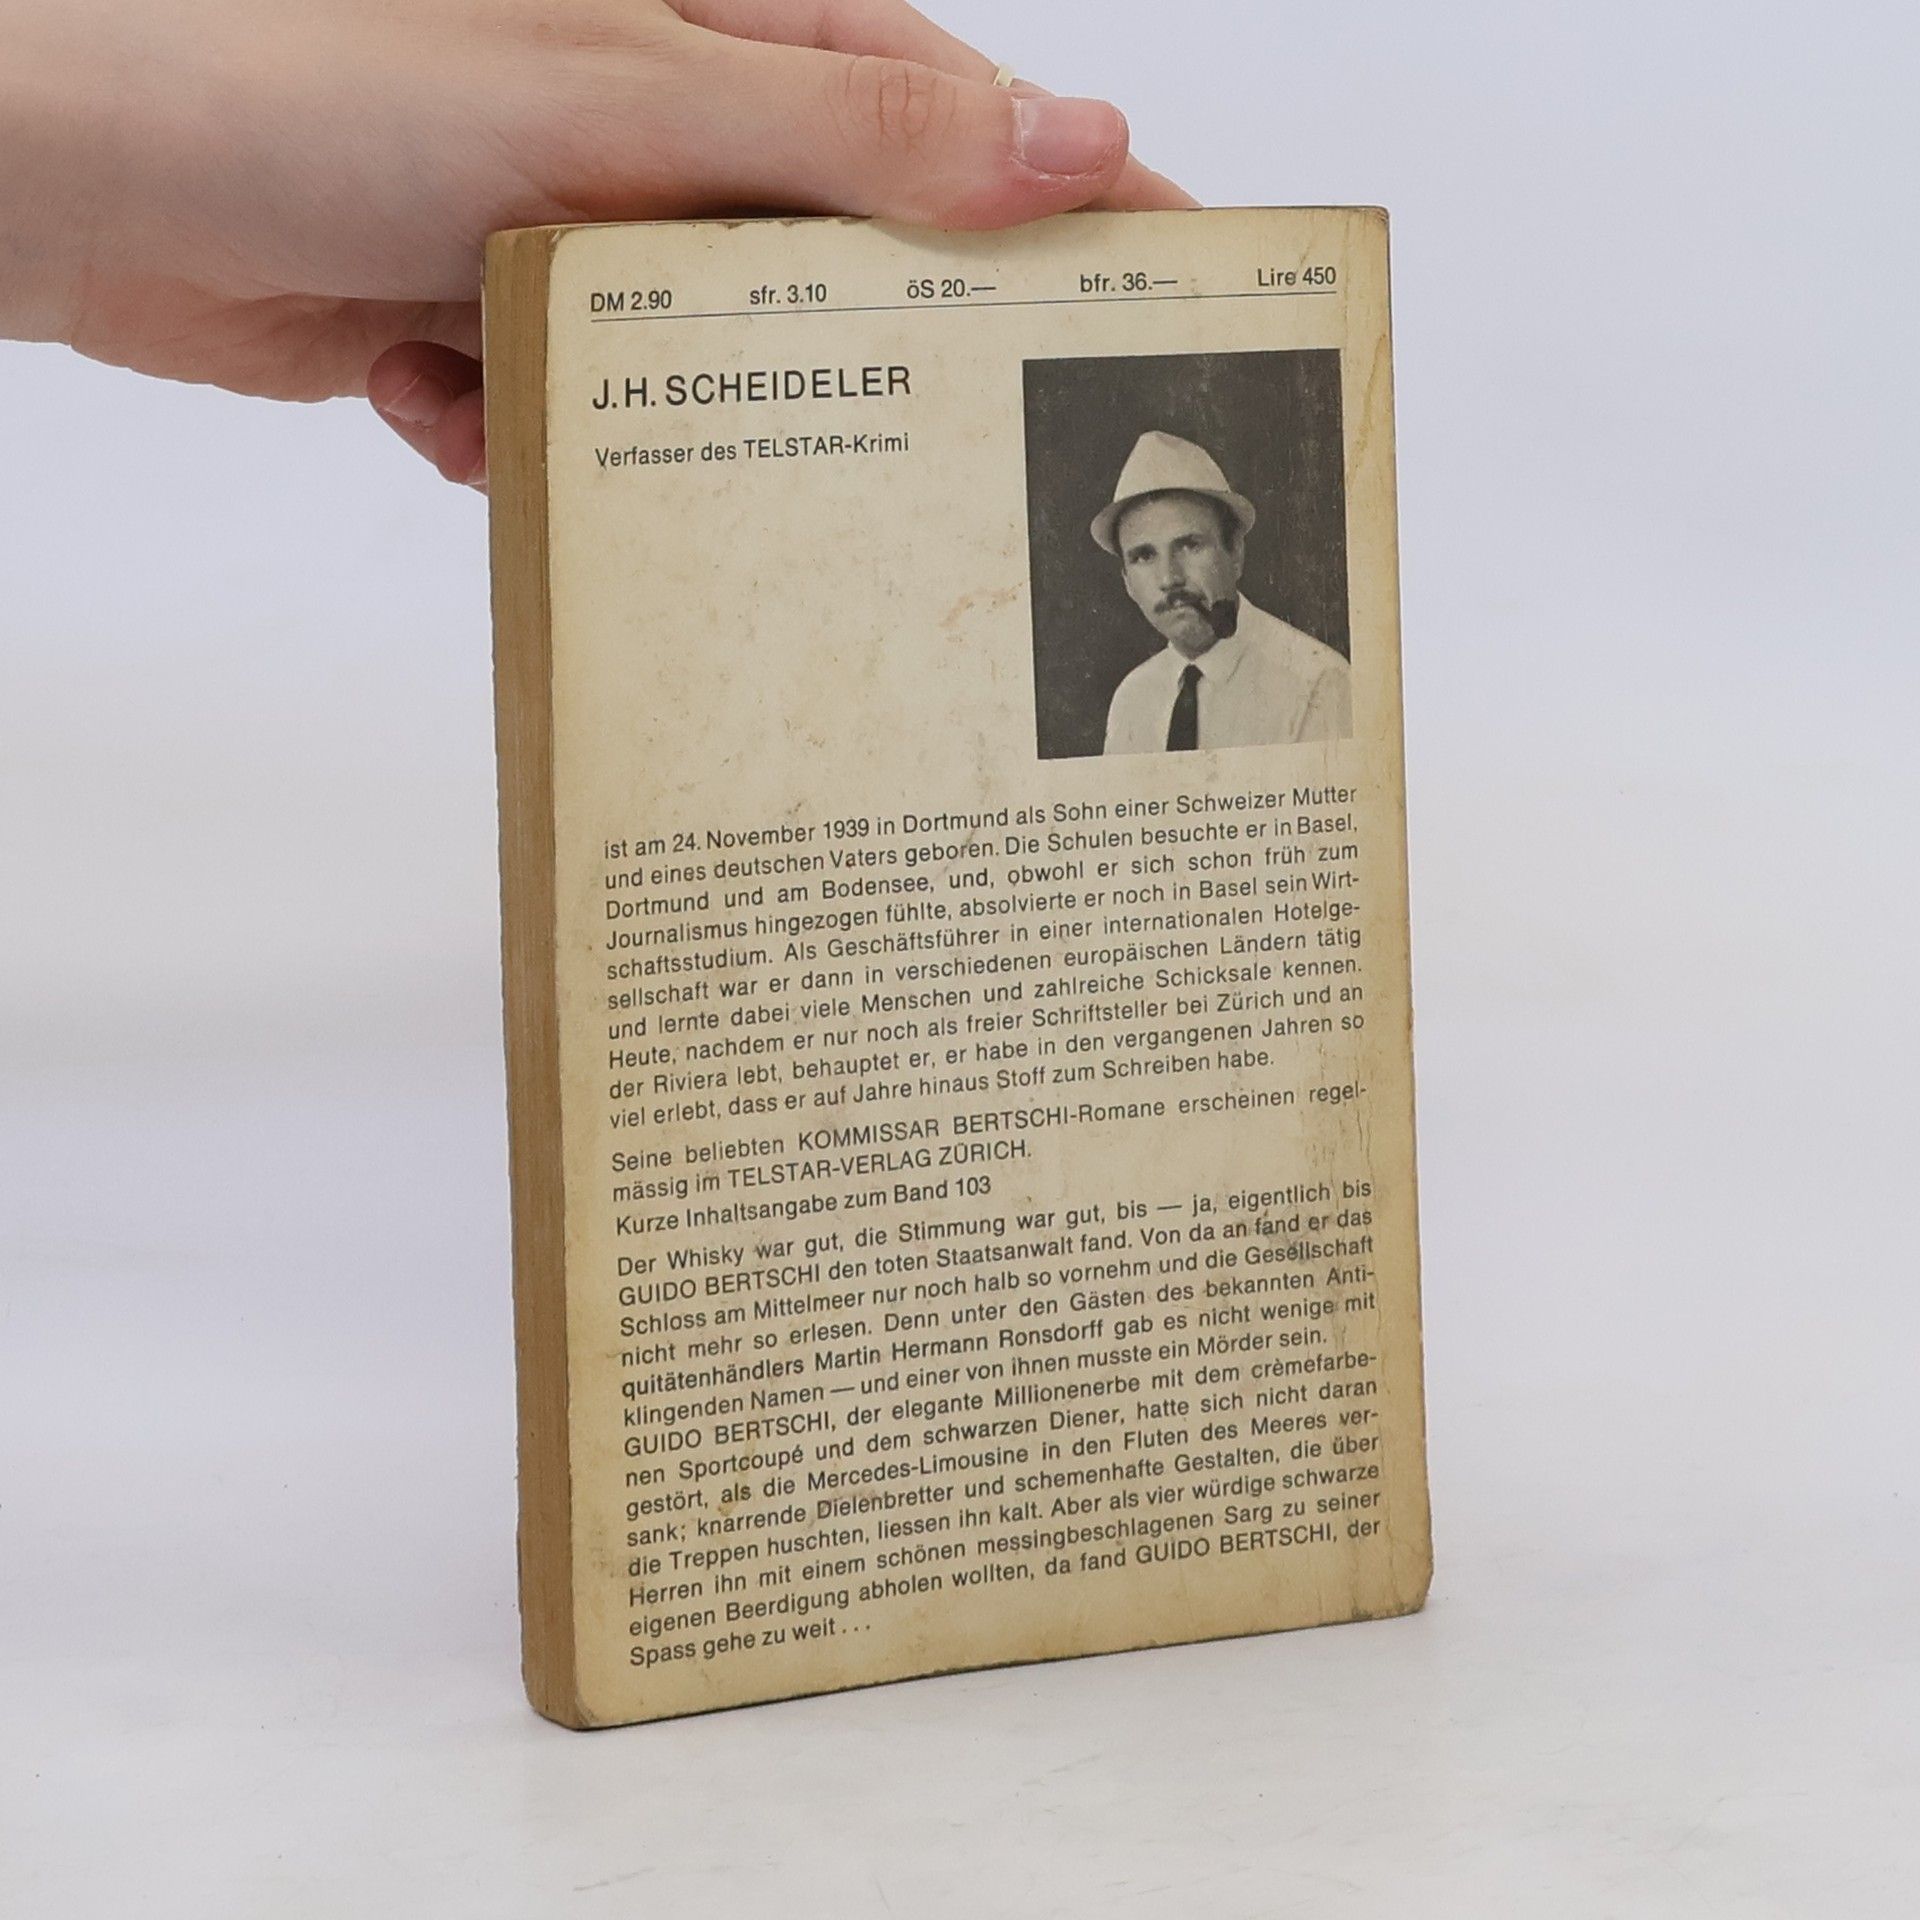 DM 2.90 sfr. 3.10 öS 20.— bfr. 36.— Lire 450
J. H. SCHEIDELER
Verfasser des TELSTAR-Krimi
ist am 24. November 1939 in Dortmund als Sohn einer Schweizer Mutter
und eines deutschen Vaters geboren. Die Schulen besuchte er in Basel,
Dortmund und am Bodensee, und, obwohl er sich schon früh zum
Journalismus hingezogen fühlte, absolvierte er noch in Basel sein Wirt-
schaftsstudium. Als Geschäftsführer in einer internationalen Hotelge-
sellschaft war er dann in verschiedenen europäischen Ländern tätig
und lernte dabei viele Menschen und zahlreiche Schicksale kennen.
Heute, nachdem er nur noch als freier Schriftsteller bei Zürich und an
der Riviera lebt, behauptet er, er habe in den vergangenen Jahren so
viel erlebt, dass er auf Jahre hinaus Stoff zum Schreiben habe.
Seine beliebten KOMMISSAR BERTSCHI-Romane erscheinen regel-
mässig im TELSTAR-VERLAG ZÜRICH.
Kurze Inhaltsangabe zum Band 103
Der Whisky war gut, die Stimmung war gut, bis — ja, eigentlich bis
GUIDO BERTSCHI den toten Staatsanwalt fand. Von da an fand er das
Schloss am Mittelmeer nur noch halb so vornehm und die Gesellschaft
nicht mehr so erlesen. Denn unter den Gästen des bekannten Anti-
quitätenhändlers Martin Hermann Ronsdorff gab es nicht wenige mit
klingenden Namen — und einer von ihnen musste ein Mörder sein.
GUIDO BERTSCHI, der elegante Millionenerbe mit dem crèmefarbe-
nen Sportcoupé und dem schwarzen Diener, hatte sich nicht daran
gestört, als die Mercedes-Limousine in den Fluten des Meeres ver-
sank; knarrende Dielenbretter und schemenhafte Gestalten, die über
die Treppen huschten, liessen ihn kalt. Aber als vier würdige schwarze
Herren ihn mit einem schönen messingbeschlagenen Sarg zu seiner
eigenen Beerdigung abholen wollten, da fand GUIDO BERTSCHI, der
Spass gehe zu weit . . .